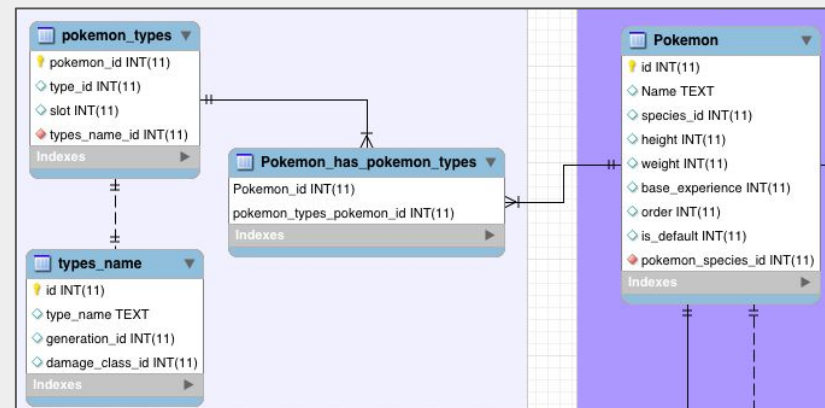 pokemon_types
pokemon_id INT(11)
type_id INT(11)
slot INT(11)
types_name_id INT(11)
Indexes
types_name
id INT(11)
type_name TEXT
generation_id INT(11)
damage_class_id INT(11)
Indexes
Pokemon_has_pokemon_types
Pokemon_id INT(11)
pokemon_types_pokemon_id INT(11)
Indexes
Pokemon
id INT(11)
Name TEXT
species_id INT(11)
height INT(11)
weight INT(11)
base_experience INT(11)
order INT(11)
is_default INT(11)
pokemon_species_id INT(11)
Indexes